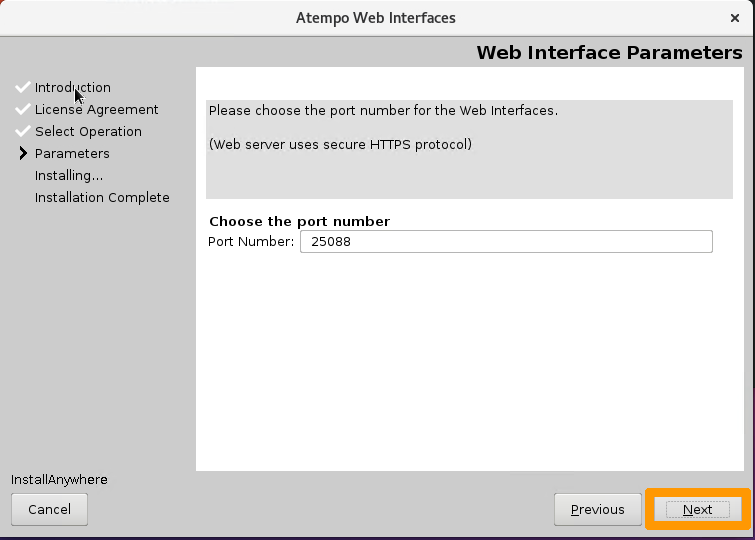 Atempo Web Interfaces
Web Interface Parameters
Introduction
License Agreement
Select Operation
Parameters
Installing...
Installation Complete
Please choose the port number for the Web Interfaces.
(Web server uses secure HTTPS protocol)
Choose the port number
Port Number: 25088
InstallAnywhere
Cancel
Previous
Next